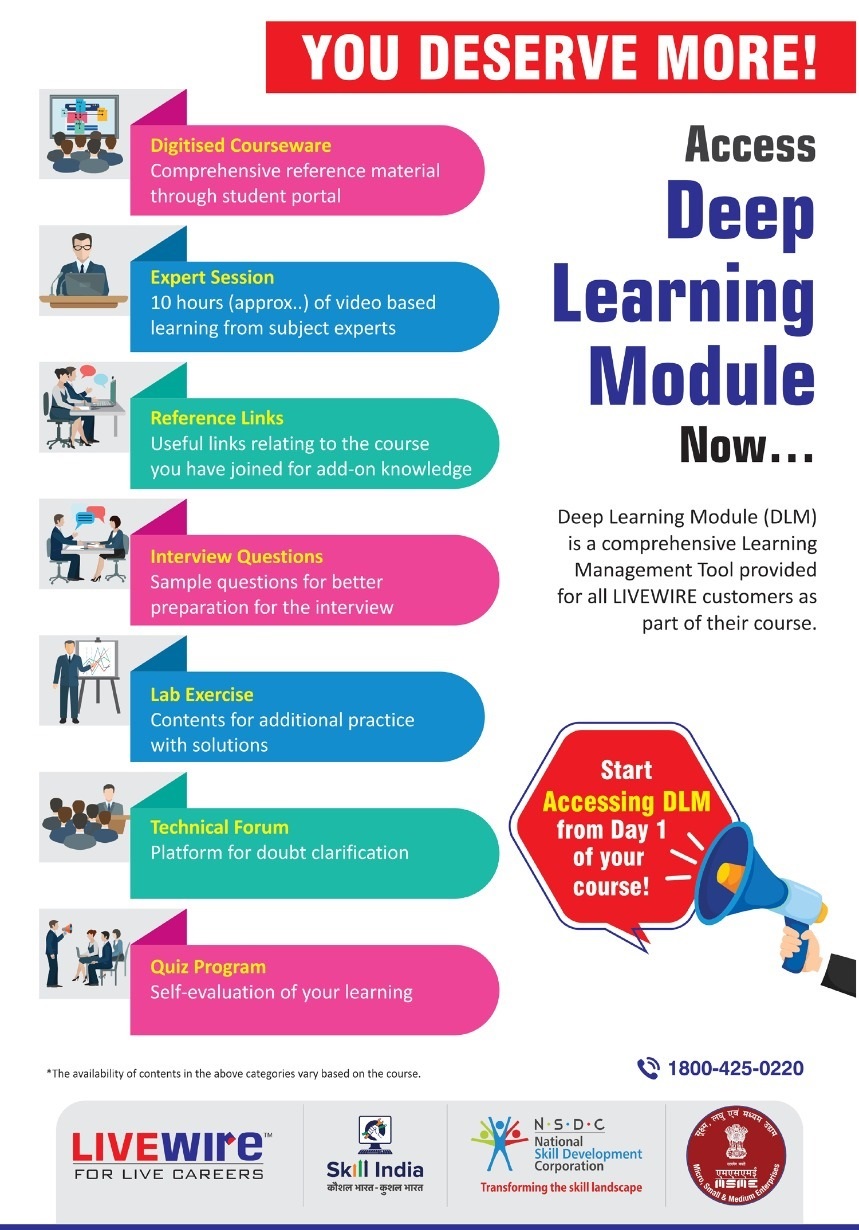 YOU DESERVE MORE!
Access
Deep
Learning
Module
Now...
Deep Learning Module (DLM)
is a comprehensive Learning
Management Tool provided
for all LIVEWIRE customers as
part of their course.
Digitised Courseware
Comprehensive reference material
through student portal
Expert Session
10 hours (approx..) of video based
learning from subject experts
Reference Links
Useful links relating to the course
you have joined for add-on knowledge
Interview Questions
Sample questions for better
preparation for the interview
Lab Exercise
Contents for additional practice
with solutions
Technical Forum
Platform for doubt clarification
Quiz Program
Self-evaluation of your learning
Start
Accessing DLM
from Day 1
of your
course!
*The availability of contents in the above categories vary based on the course.
1800-425-0220
LIVEWIRE™
FOR LIVE CAREERS
Skill India
कौशल भारत - कुशल भारत
N·S·D·C
National
Skill Development
Corporation
Transforming the skill landscape
सूक्ष्म, लघु एवं मध्यम उद्यम
एमएसएमई
MSME
Micro, Small & Medium Enterprises